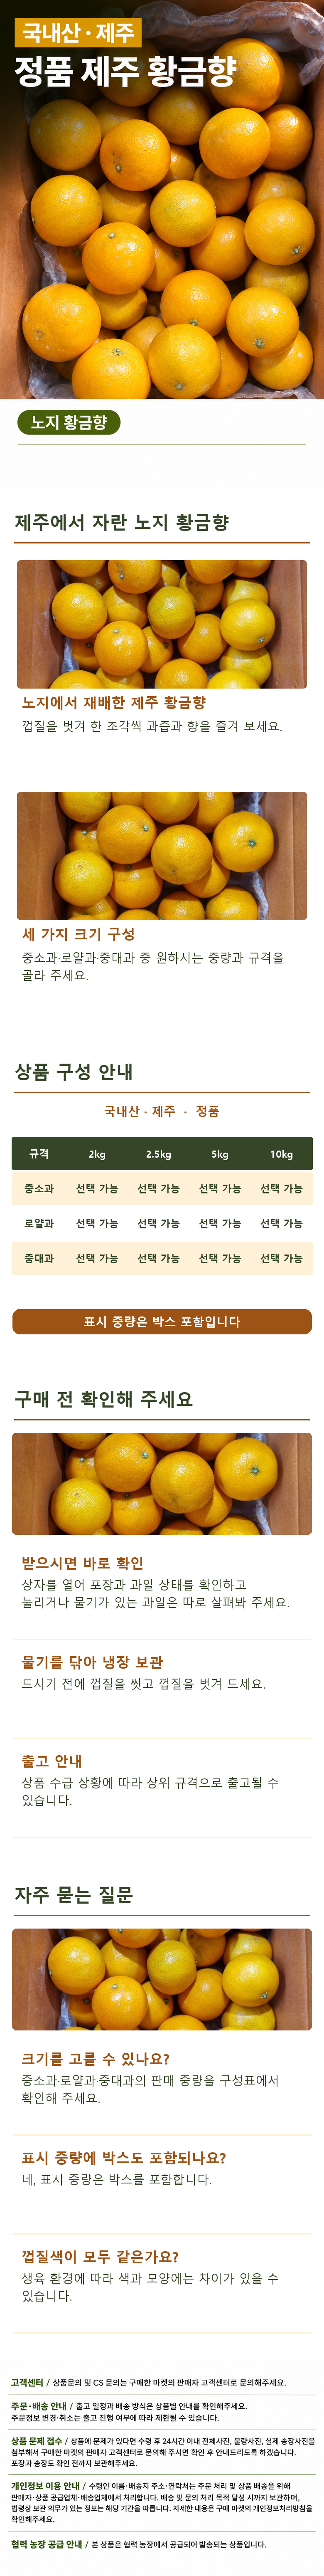 국내산 · 제주
정품 제주 황금향
노지 황금향
제주에서 자란 노지 황금향
노지에서 재배한 제주 황금향
껍질을 벗겨 한 조각씩 과즙과 향을 즐겨 보세요.
세 가지 크기 구성
중소과·로얄과·중대과 중 원하시는 중량과 규격을
골라 주세요.
상품 구성 안내
국내산 · 제주 · 정품
규격 2kg 2.5kg 5kg 10kg
중소과 선택 가능 선택 가능 선택 가능 선택 가능
로얄과 선택 가능 선택 가능 선택 가능 선택 가능
중대과 선택 가능 선택 가능 선택 가능 선택 가능
표시 중량은 박스 포함입니다
구매 전 확인해 주세요
받으시면 바로 확인
상자를 열어 포장과 과일 상태를 확인하고
눌리거나 물기가 있는 과일은 따로 살펴봐 주세요.
물기를 닦아 냉장 보관
드시기 전에 껍질을 씻고 껍질을 벗겨 드세요.
출고 안내
상품 수급 상황에 따라 상위 규격으로 출고될 수
있습니다.
자주 묻는 질문
크기를 고를 수 있나요?
중소과·로얄과·중대과의 판매 중량을 구성표에서
확인해 주세요.
표시 중량에 박스도 포함되나요?
네, 표시 중량은 박스를 포함합니다.
껍질색이 모두 같은가요?
생육 환경에 따라 색과 모양에는 차이가 있을 수
있습니다.
고객센터 / 상품문의 및 CS 문의는 구매한 마켓의 판매자 고객센터로 문의해주세요.
주문·배송 안내 / 출고 일정과 배송 방식은 상품별 안내를 확인해주세요.
주문정보 변경·취소는 출고 진행 여부에 따라 제한될 수 있습니다.
상품 문제 접수 / 상품에 문제가 있다면 수령 후 24시간 이내 전체사진, 불량사진, 실제 송장사진을
첨부해서 구매한 마켓의 판매자 고객센터로 문의해 주시면 확인 후 안내드리도록 하겠습니다.
포장과 송장도 확인 전까지 보관해주세요.
개인정보 이용 안내 / 수령인 이름·배송지 주소·연락처는 주문 처리 및 상품 배송을 위해
판매자·상품 공급업체·배송업체에서 처리합니다. 배송 및 문의 처리 목적 달성 시까지 보관하며,
법령상 보관 의무가 있는 정보는 해당 기간을 따릅니다. 자세한 내용은 구매 마켓의 개인정보처리방침을
확인해주세요.
협력 농장 공급 안내 / 본 상품은 협력 농장에서 공급되어 발송되는 상품입니다.